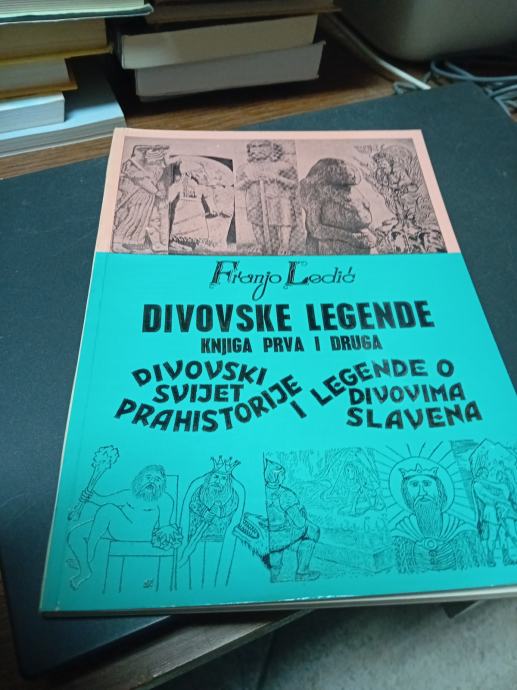 Franjo Ledić
DIVOVSKE LEGENDE
KNJIGA PRVA I DRUGA
DIVOVSKI
SVIJET
PRAHISTORIJE
I LEGENDE O
DIVOVIMA
SLAVENA